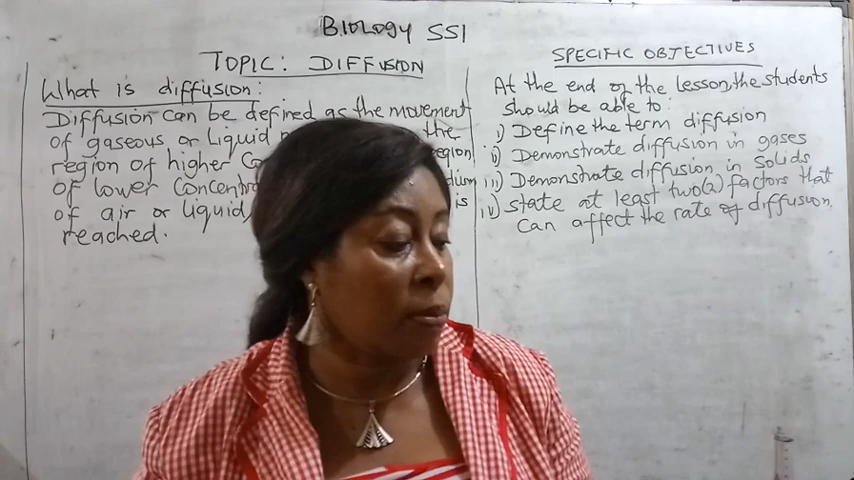 BIOLOGY SS1
TOPIC: DIFFUSION
What is diffusion:
Diffusion can be defined as the movement
of gaseous or liquid the
region of higher region
of lower
of air or liquid is
reached.
SPECIFIC OBJECTIVES
At the end of the lesson, the students
should be able to:
i) Define the term diffusion
ii) Demonstrate diffusion in gases
iii) Demonstrate diffusion in solids
iv) State at least two(2) factors that
can affect the rate of diffusion.